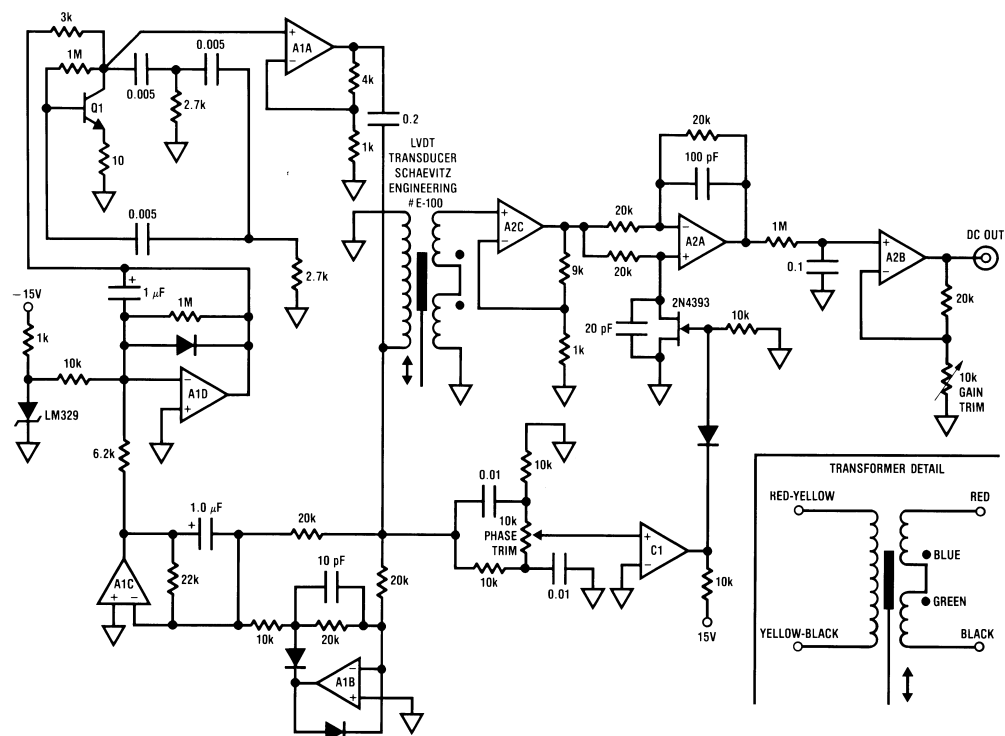 3k
1M
0.005
0.005
2.7k
Q1
10
0.005
2.7k
A1A
+
−
4k
1k
0.2
LVDT
TRANSDUCER
SCHAEVITZ
ENGINEERING
#E-100
A2C
+
−
9k
1k
20k
20k
20k
100 pF
A2A
−
+
2N4393
20 pF
10k
1M
0.1
A2B
+
−
DC OUT
20k
10k
GAIN
TRIM
−15V
1k
10k
LM329
+
1 µF
1M
A1D
−
+
6.2k
+
1.0 µF
22k
A1C
+ −
20k
10k
10 pF
20k
20k
A1B
−
+
0.01
10k
10k
PHASE
TRIM
10k
0.01
C1
+
−
10k
15V
TRANSFORMER DETAIL
RED-YELLOW
RED
BLUE
GREEN
YELLOW-BLACK
BLACK